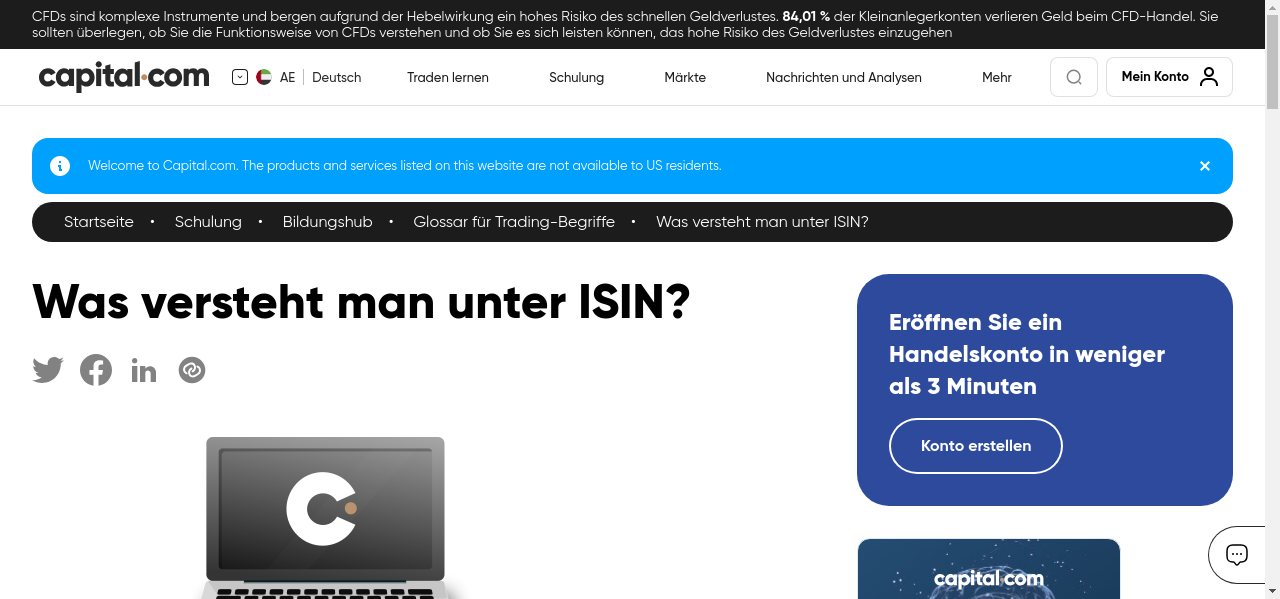 CFDs sind komplexe Instrumente und bergen aufgrund der Hebelwirkung ein hohes Risiko des schnellen Geldverlustes. 84,01 % der Kleinanlegerkonten verlieren Geld beim CFD-Handel. Sie
sollten überlegen, ob Sie die Funktionsweise von CFDs verstehen und ob Sie es sich leisten können, das hohe Risiko des Geldverlustes einzugehen
capital.com AE Deutsch Traden lernen Schulung Märkte Nachrichten und Analysen Mehr Mein Konto
Welcome to Capital.com. The products and services listed on this website are not available to US residents.
Startseite • Schulung • Bildungshub • Glossar für Trading-Begriffe • Was versteht man unter ISIN?
Was versteht man unter ISIN?
Eröffnen Sie ein
Handelskonto in weniger
als 3 Minuten
Konto erstellen
capital.com